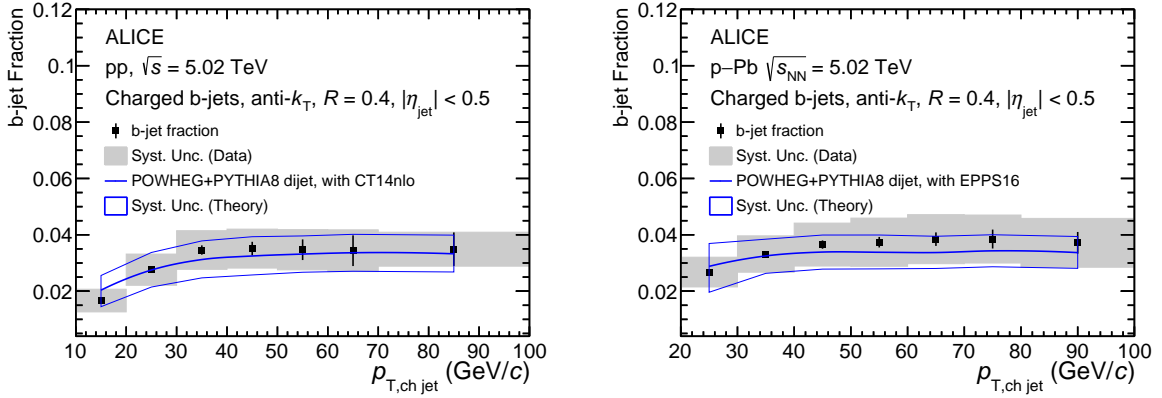 b-jet Fraction
0.12
0.1
0.08
0.06
0.04
0.02
ALICE
pp, √s = 5.02 TeV
Charged b-jets, anti-kT, R = 0.4, |ηjet| < 0.5
b-jet fraction
Syst. Unc. (Data)
POWHEG+PYTHIA8 dijet, with CT14nlo
Syst. Unc. (Theory)
10 20 30 40 50 60 70 80 90 100
pT,ch jet (GeV/c)
b-jet Fraction
0.12
0.1
0.08
0.06
0.04
0.02
ALICE
p−Pb √sNN = 5.02 TeV
Charged b-jets, anti-kT, R = 0.4, |ηjet| < 0.5
b-jet fraction
Syst. Unc. (Data)
POWHEG+PYTHIA8 dijet, with EPPS16
Syst. Unc. (Theory)
20 30 40 50 60 70 80 90 100
pT,ch jet (GeV/c)